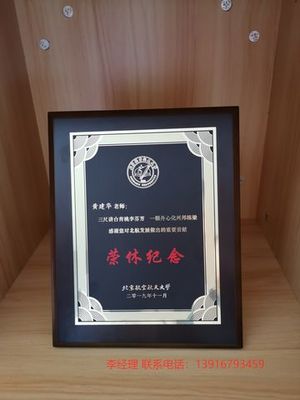 黄建华 老师:
三尺讲台育桃李芬芳 一颗丹心化州邦栋梁
感谢您对北航发展做出的重要贡献
荣休纪念
北京航空航天大学
二零一九年十一月
李经理 联系电话: 13916793459